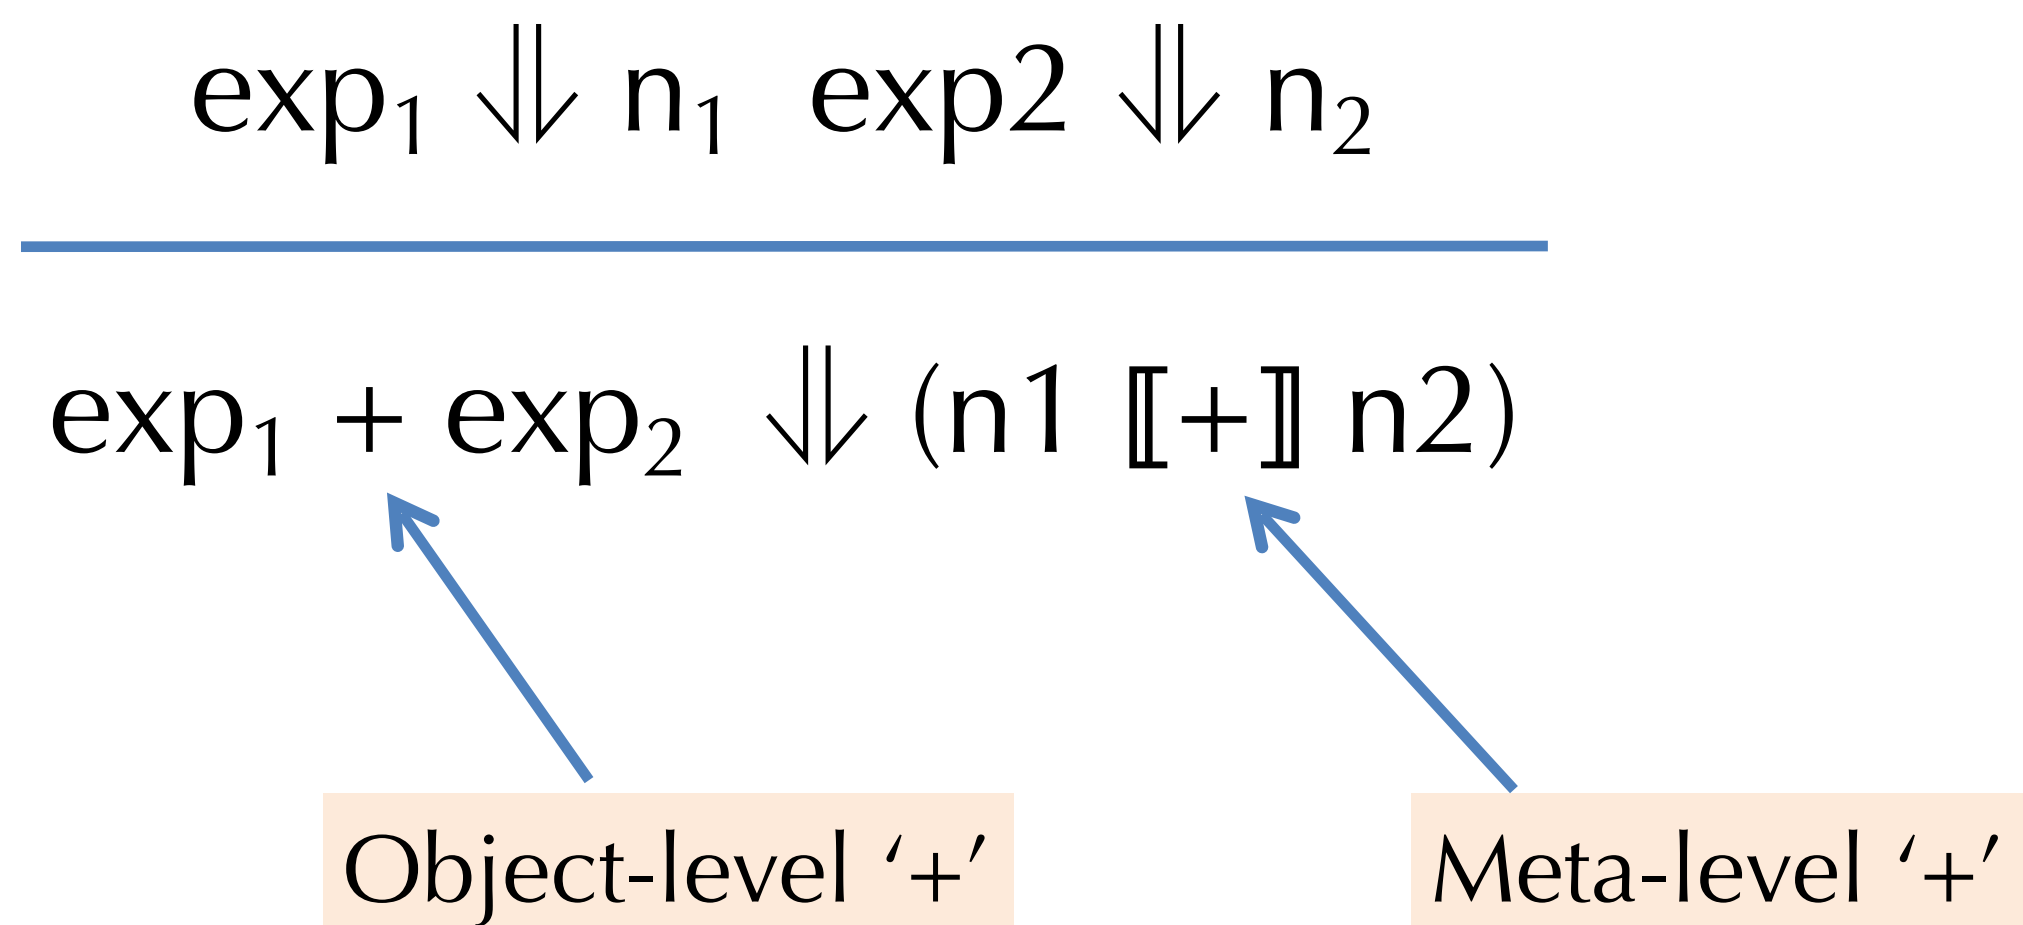 exp₁ ⇓ n₁ exp2 ⇓ n₂
exp₁ + exp₂ ⇓ (n1 ⟦+⟧ n2)
Object-level ‘+’
Meta-level ‘+’